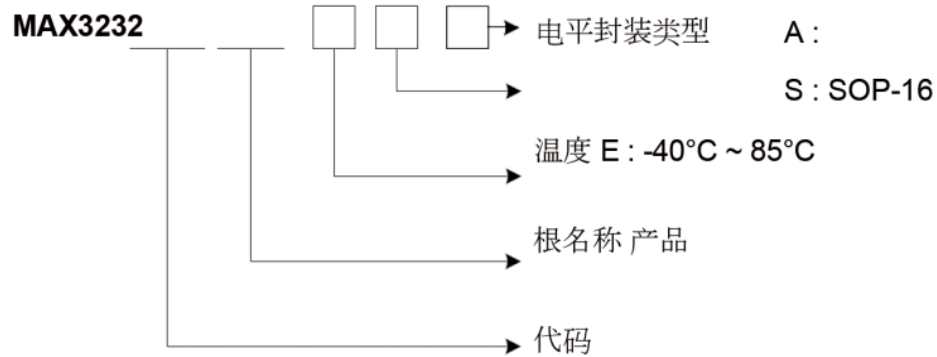 MAX3232
电平封装类型 A :
S : SOP-16
温度 E : -40°C ~ 85°C
根名称 产品
代码